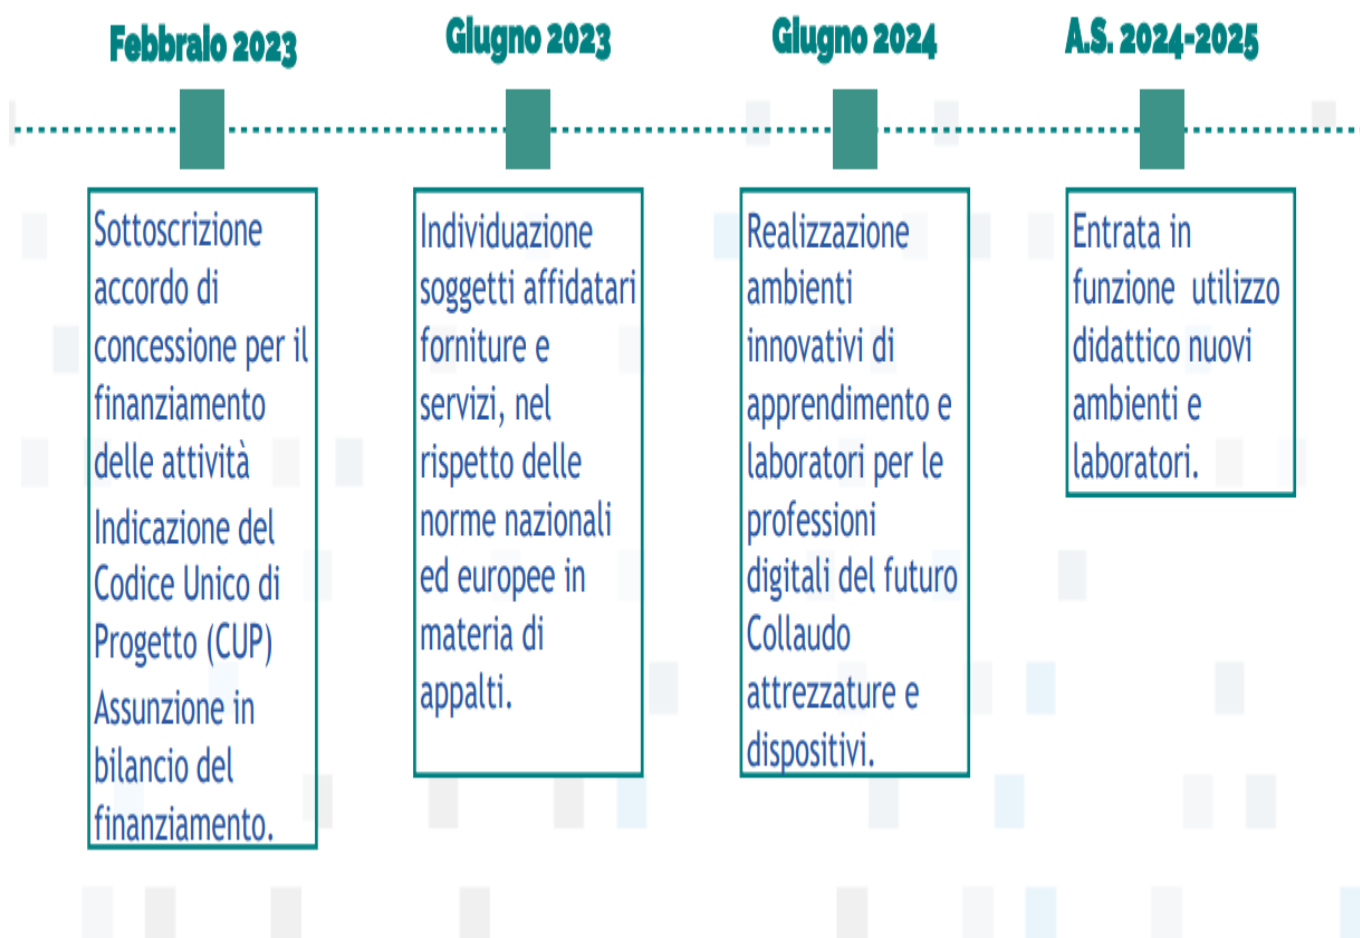 Febbraio 2023
Giugno 2023
Giugno 2024
A.S. 2024-2025
Sottoscrizione
accordo di
concessione per il
finanziamento
delle attività
Indicazione del
Codice Unico di
Progetto (CUP)
Assunzione in
bilancio del
finanziamento.
Individuazione
soggetti affidatari
forniture e
servizi, nel
rispetto delle
norme nazionali
ed europee in
materia di
appalti.
Realizzazione
ambienti
innovativi di
apprendimento e
laboratori per le
professioni
digitali del futuro
Collaudo
attrezzature e
dispositivi.
Entrata in
funzione  utilizzo
didattico nuovi
ambienti e
laboratori.